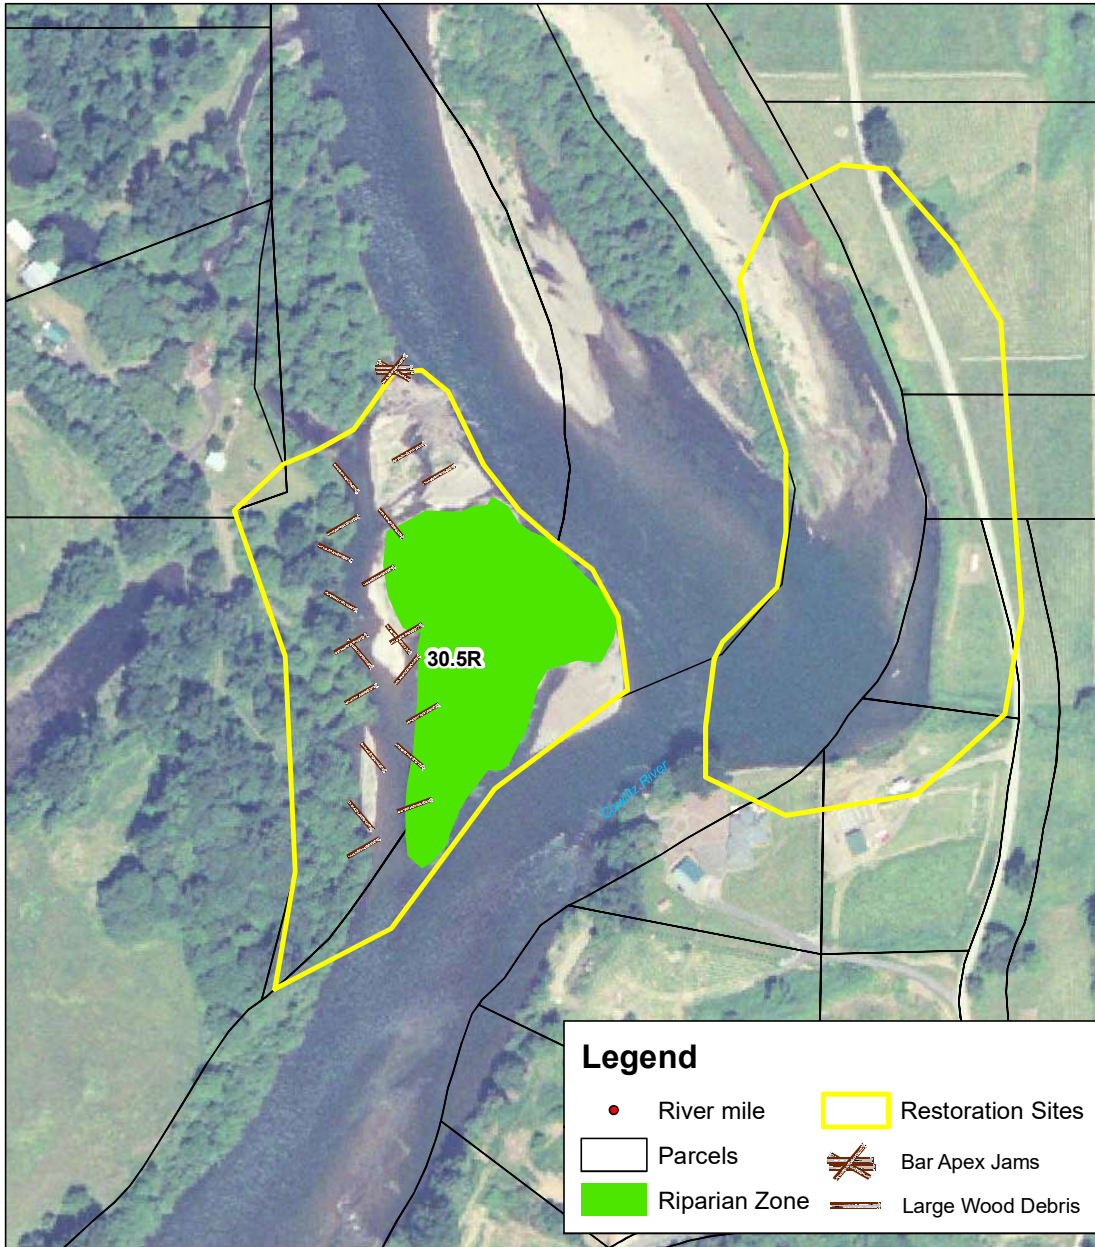 30.5R
Cowlitz River
Legend
River mile
Restoration Sites
Parcels
Bar Apex Jams
Riparian Zone
Large Wood Debris